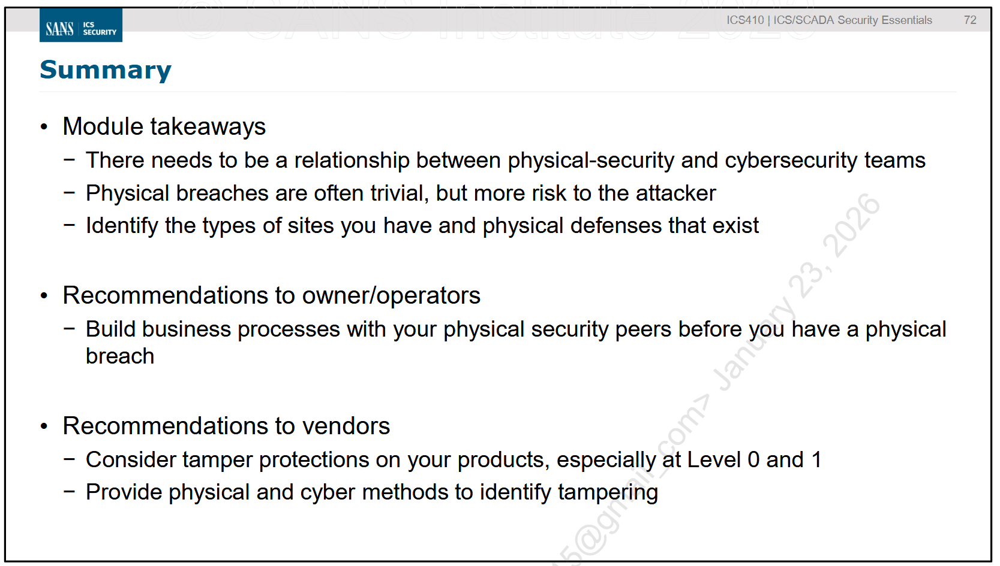 © SANS Institute 2026
SANS ICS SECURITY
ICS410 | ICS/SCADA Security Essentials 72
Summary
• Module takeaways
– There needs to be a relationship between physical-security and cybersecurity teams
– Physical breaches are often trivial, but more risk to the attacker
– Identify the types of sites you have and physical defenses that exist
• Recommendations to owner/operators
– Build business processes with your physical security peers before you have a physical
breach
• Recommendations to vendors
– Consider tamper protections on your products, especially at Level 0 and 1
– Provide physical and cyber methods to identify tampering
15@gmail_com> January 23, 2026